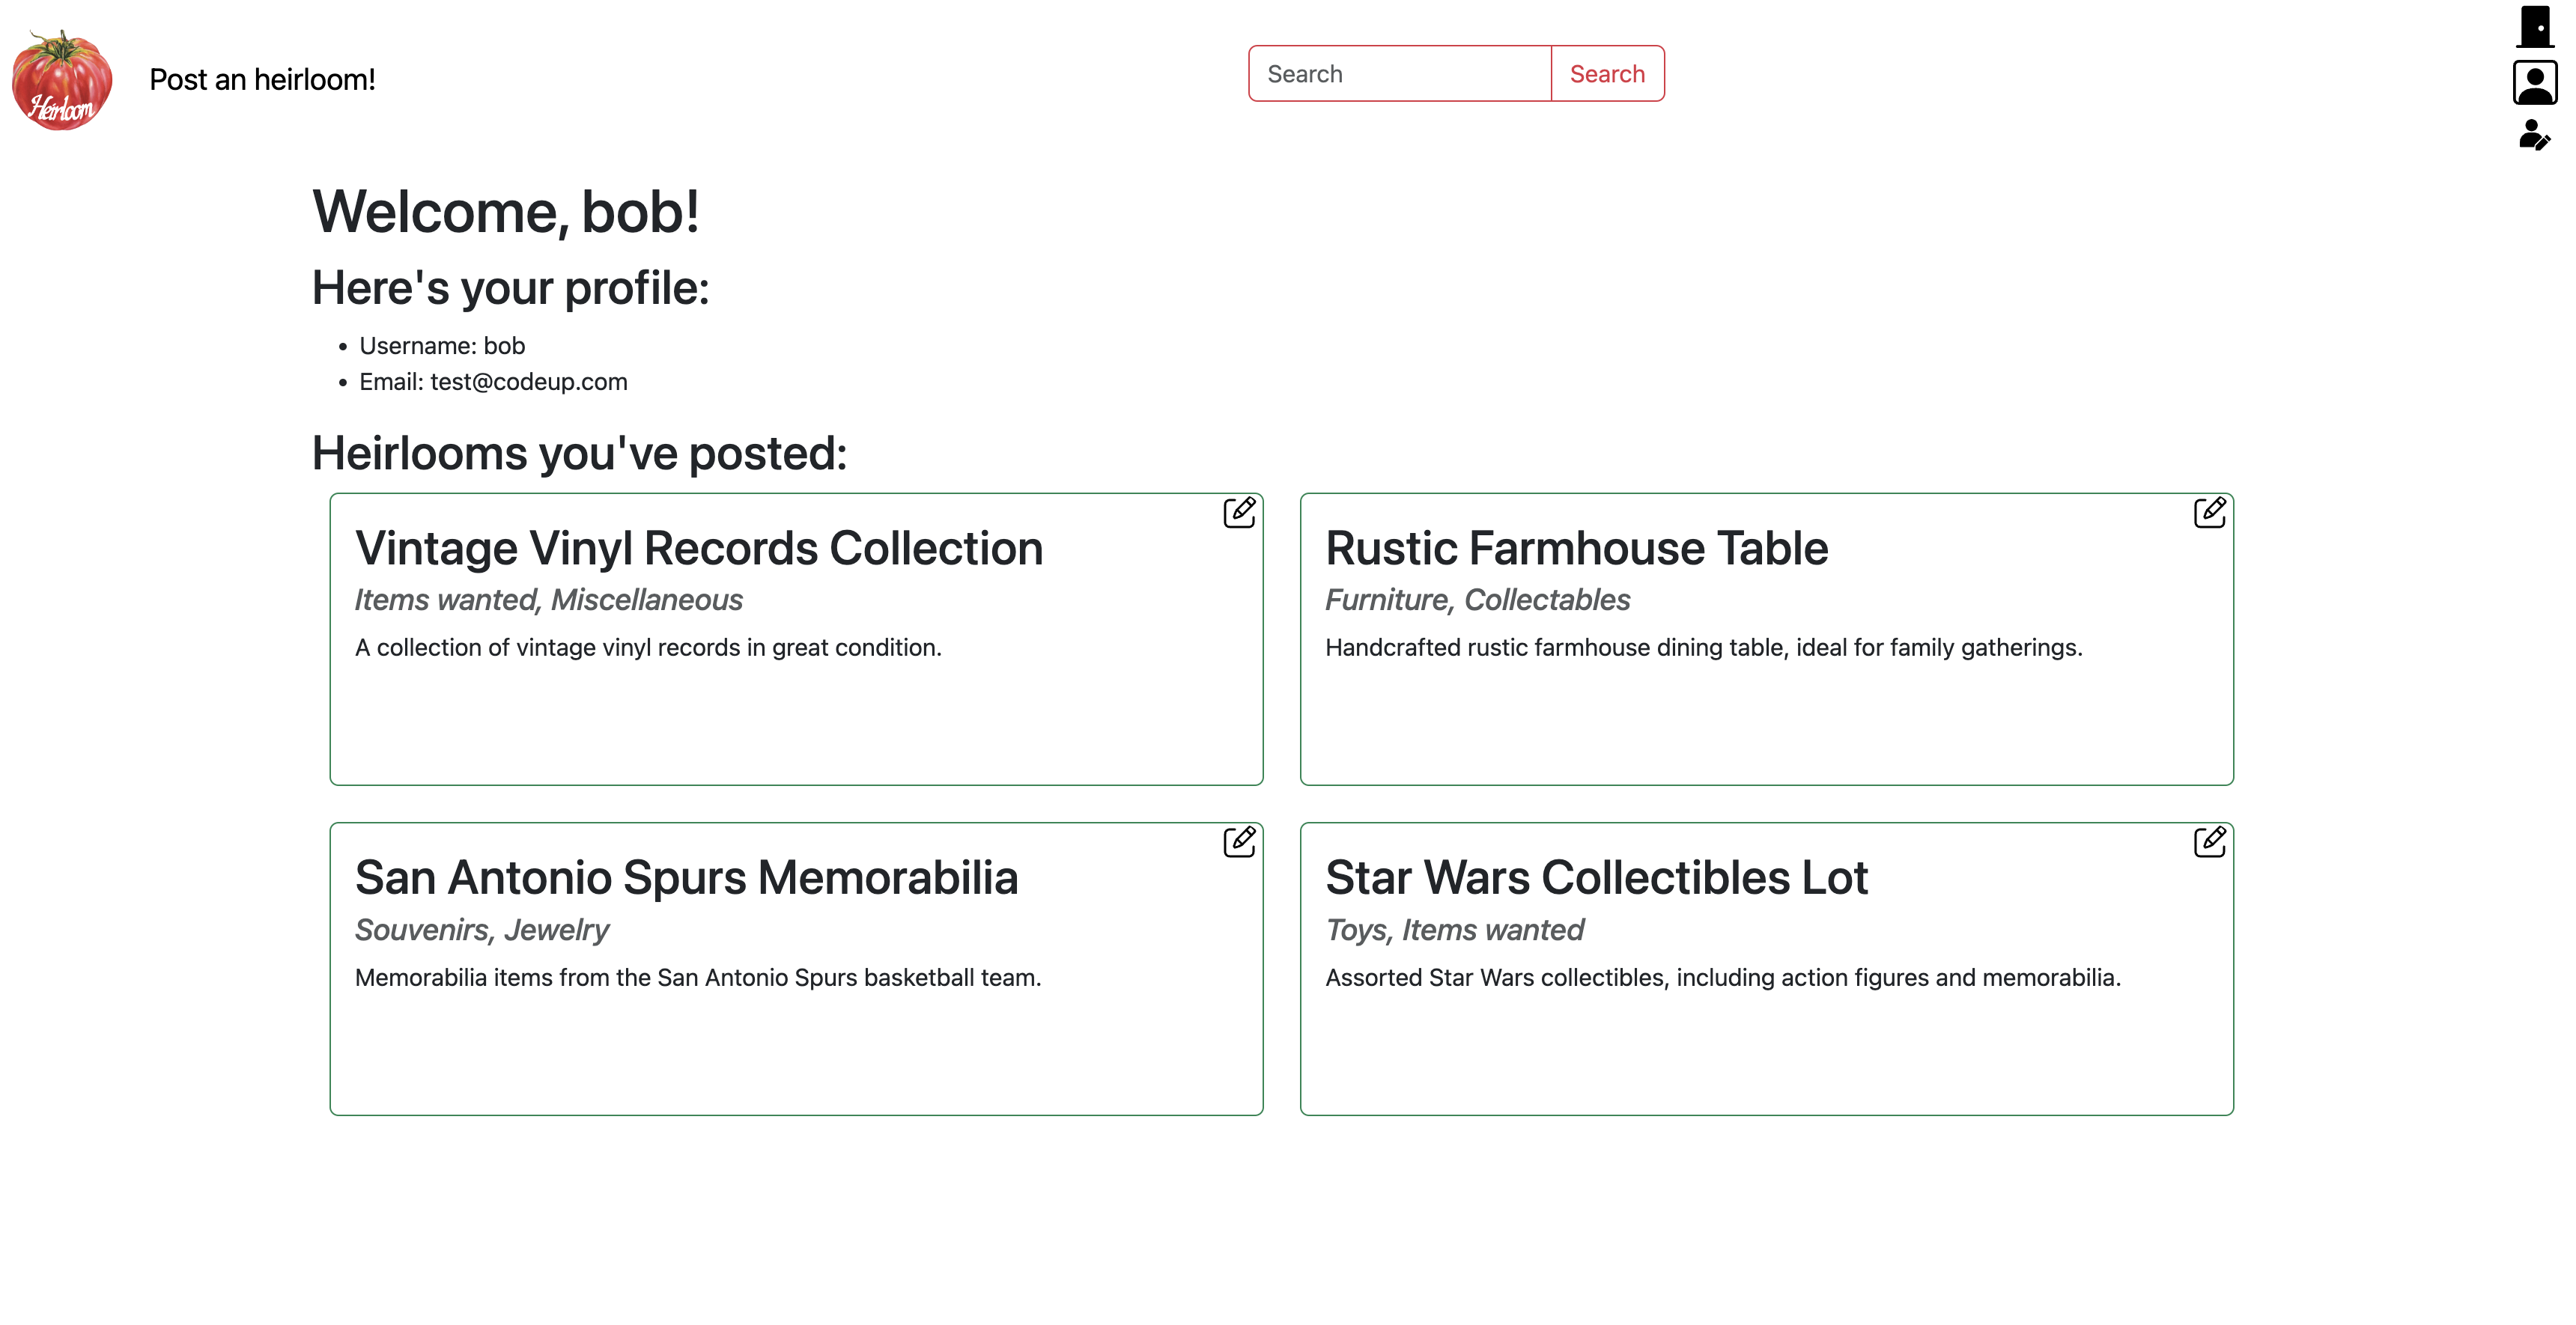 Heirloom
Post an heirloom!
Search
Search
Welcome, bob!
Here's your profile:
Username: bob
Email: test@codeup.com
Heirlooms you've posted:
Vintage Vinyl Records Collection
Items wanted, Miscellaneous
A collection of vintage vinyl records in great condition.
Rustic Farmhouse Table
Furniture, Collectables
Handcrafted rustic farmhouse dining table, ideal for family gatherings.
San Antonio Spurs Memorabilia
Souvenirs, Jewelry
Memorabilia items from the San Antonio Spurs basketball team.
Star Wars Collectibles Lot
Toys, Items wanted
Assorted Star Wars collectibles, including action figures and memorabilia.